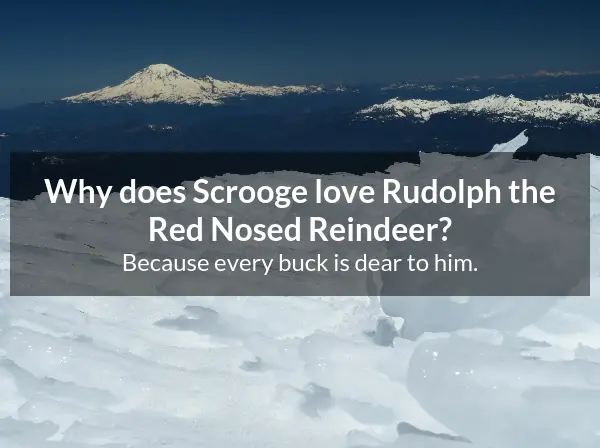 Why does Scrooge love Rudolph the
Red Nosed Reindeer?
Because every buck is dear to him.